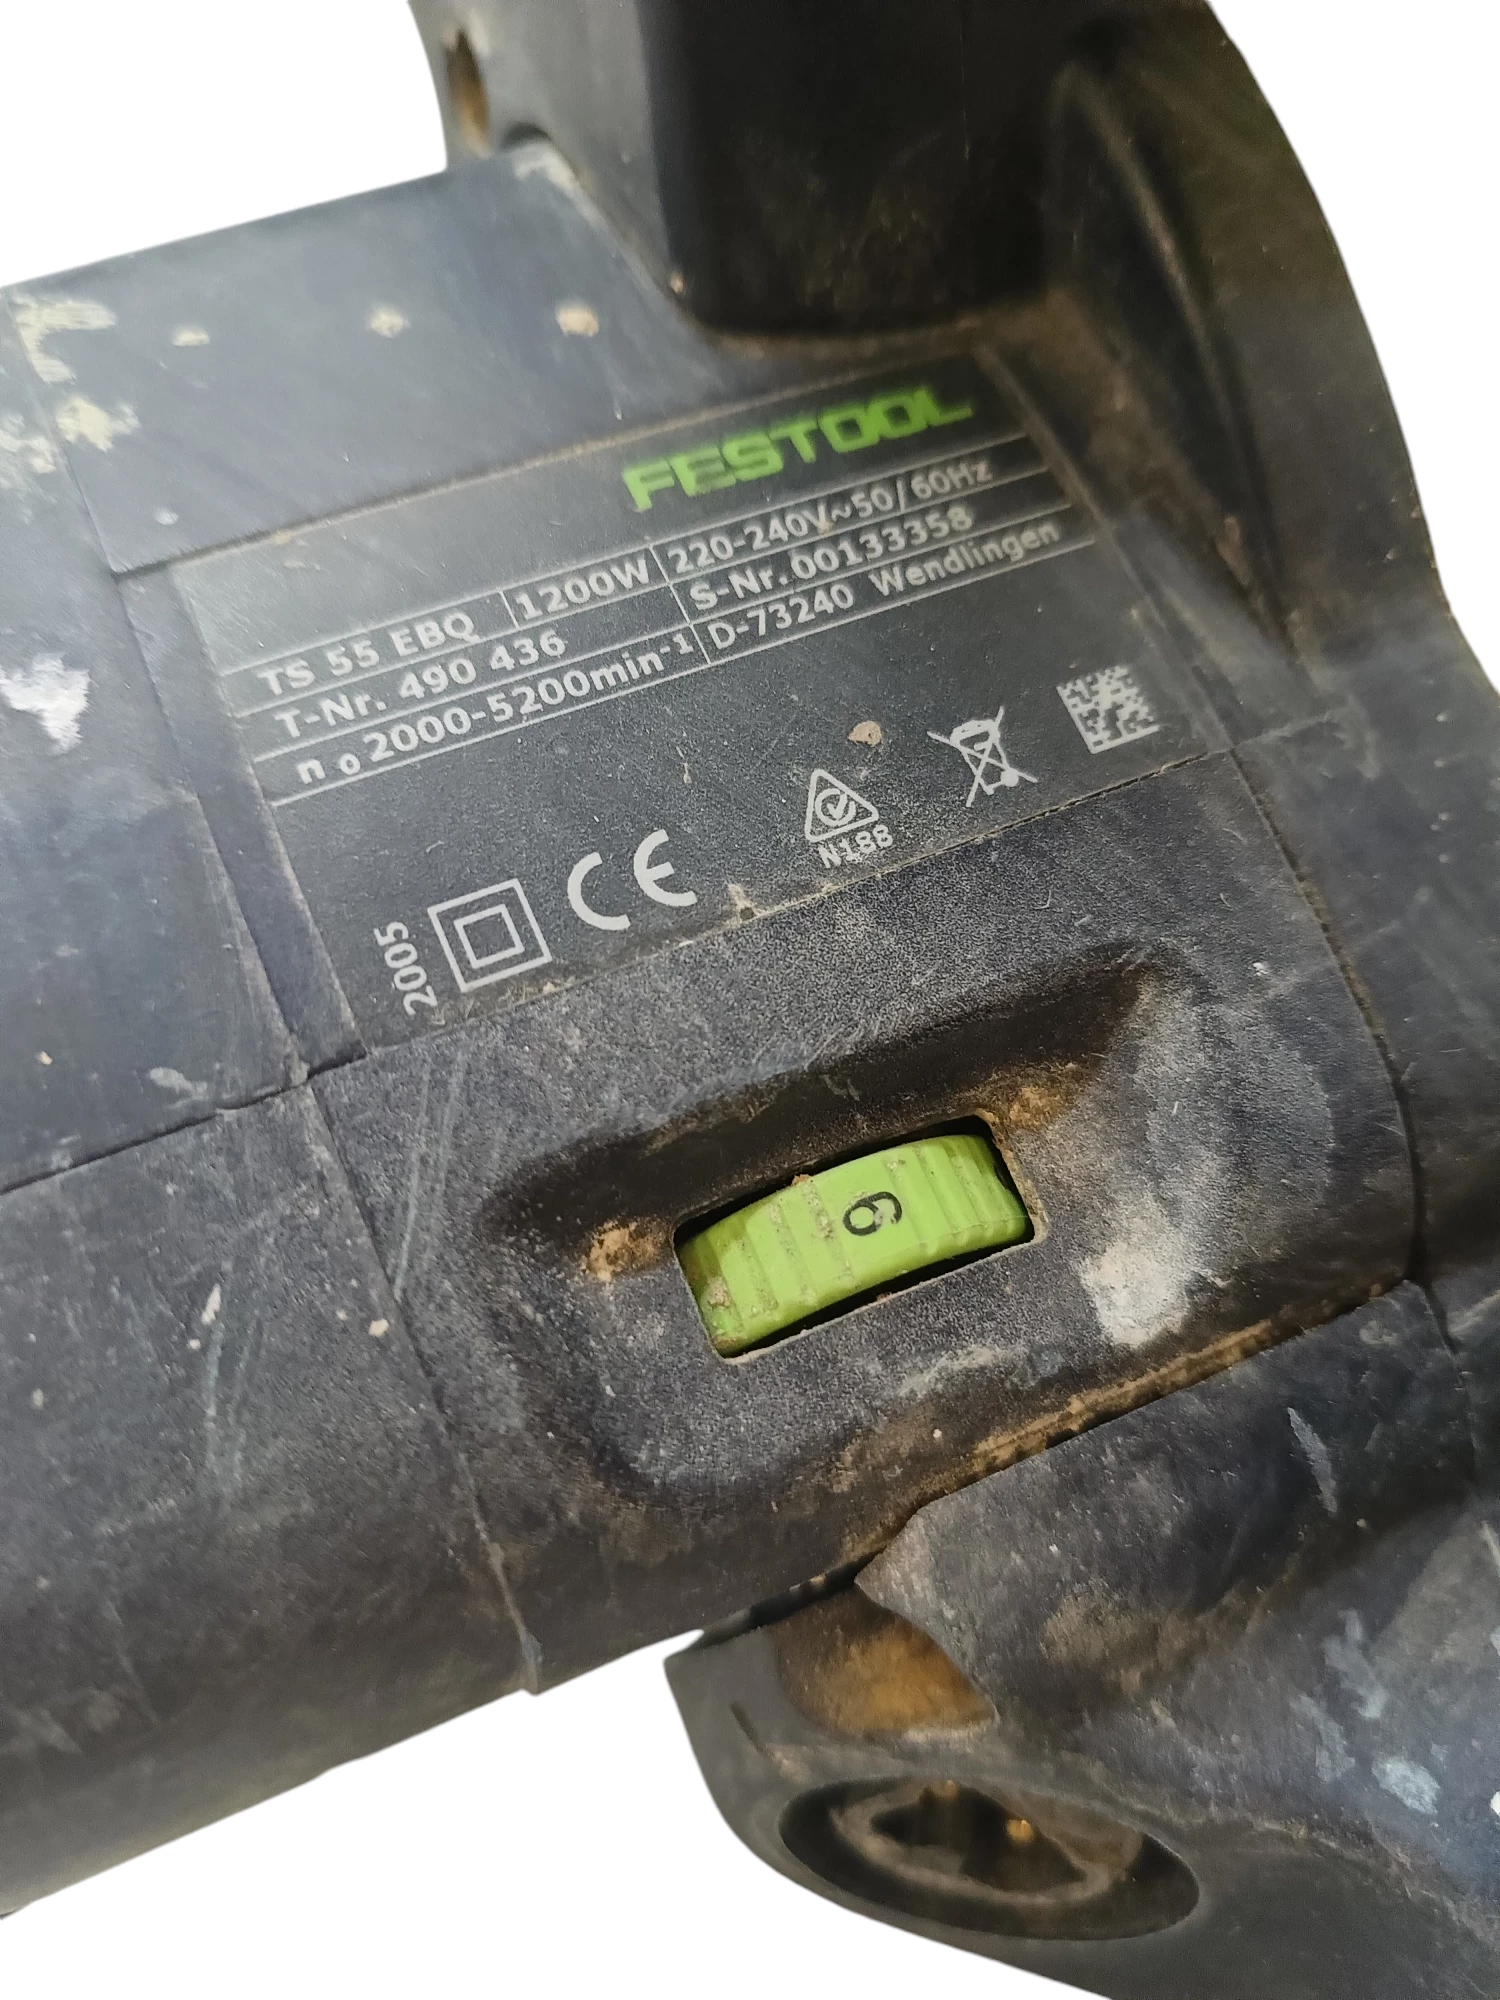 FESTOOL
TS 55 EBQ 1200W 220-240V~50/60Hz
T-Nr. 490 436 S-Nr. 00133358
n 0 2000-5200min-1 D-73240 Wendlingen
2005 CE N188
6